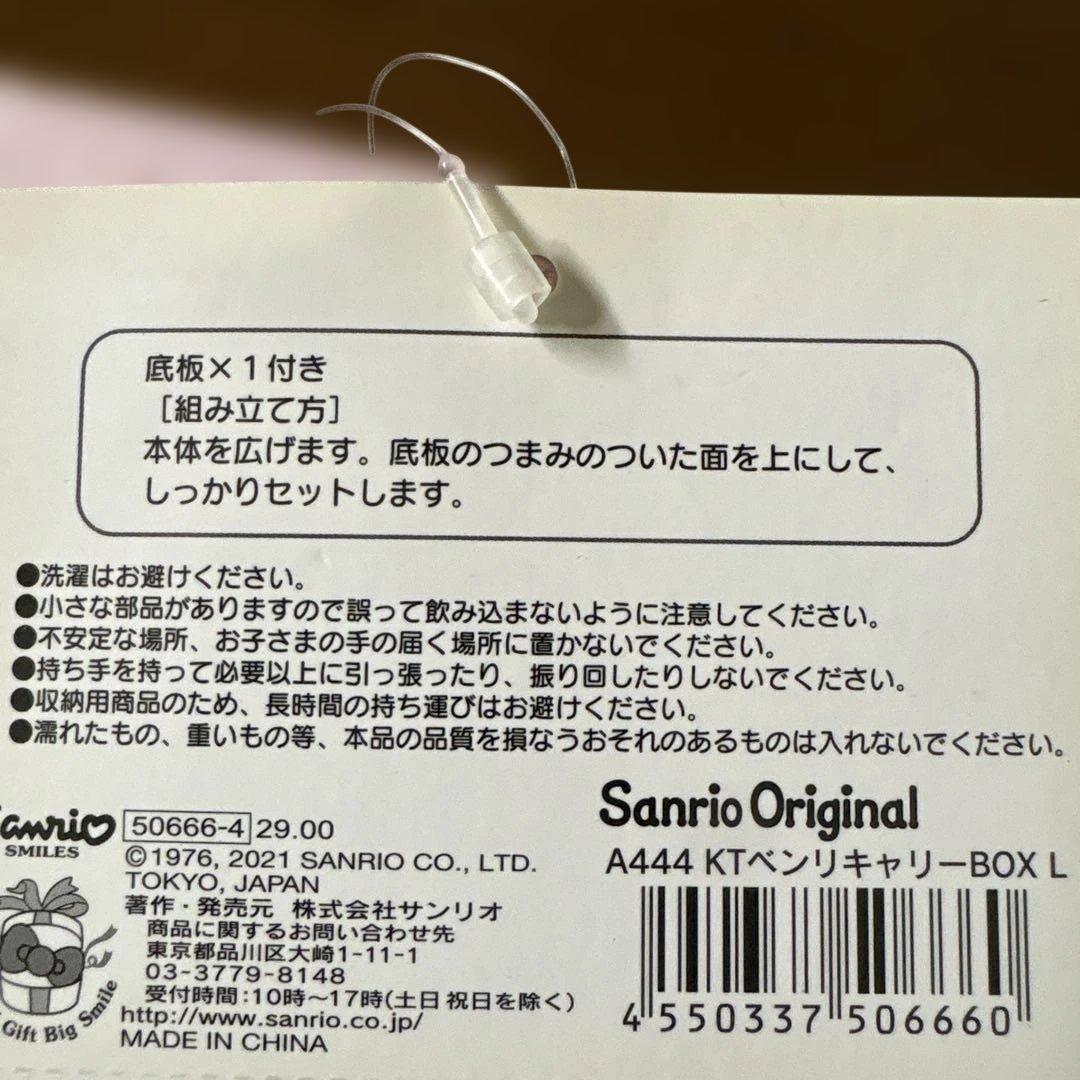 底板×1付き
［組み立て方］
本体を広げます。底板のつまみのついた面を上にして、
しっかりセットします。
●洗濯はお避けください。
●小さな部品がありますので誤って飲み込まないように注意してください。
●不安定な場所、お子さまの手の届く場所に置かないでください。
●持ち手を持って必要以上に引っ張ったり、振り回したりしないでください。
●収納用商品のため、長時間の持ち運びはお避けください。
●濡れたもの、重いもの等、本品の品質を損なうおそれのあるものは入れないでください。
Sanrio
SMILES
50666-4 29.00
©1976, 2021 SANRIO CO., LTD.
TOKYO, JAPAN
著作・発売元 株式会社サンリオ
商品に関するお問い合わせ先
東京都品川区大崎1-11-1
03-3779-8148
受付時間:10時～17時(土日祝日を除く)
http://www.sanrio.co.jp/
MADE IN CHINA
Gift Big Smile
Sanrio Original
A444 KTベンリキャリーBOX L
4 550337 506660